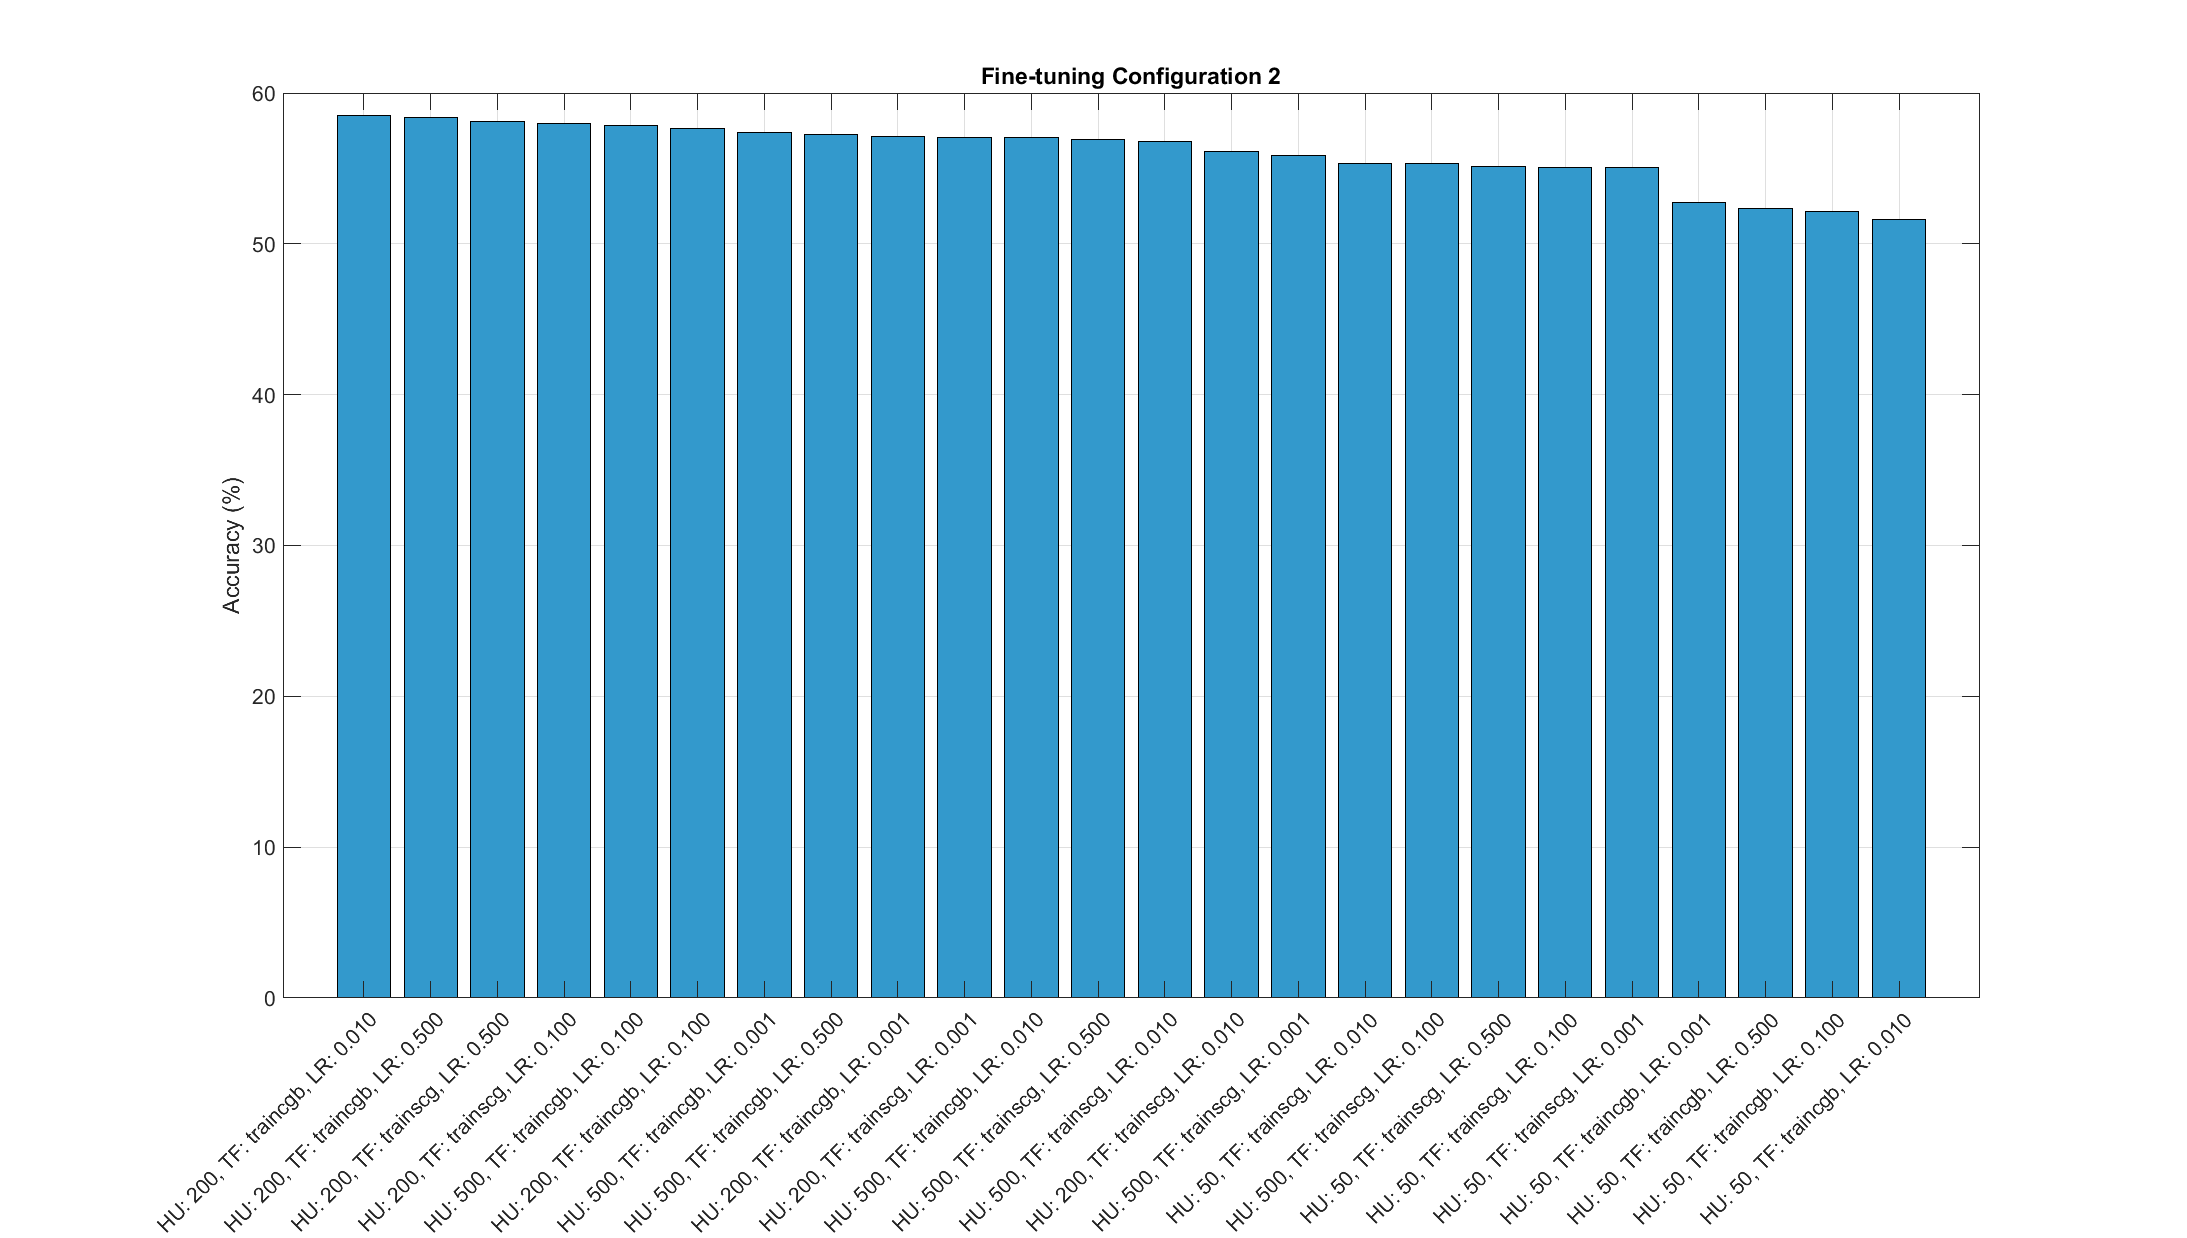 Fine-tuning Configuration 2
Accuracy (%)
60
50
40
30
20
10
0
HU: 200, TF: traincgb, LR: 0.010
HU: 200, TF: traincgb, LR: 0.500
HU: 200, TF: trainscg, LR: 0.500
HU: 200, TF: trainscg, LR: 0.100
HU: 500, TF: traincgb, LR: 0.100
HU: 200, TF: traincgb, LR: 0.100
HU: 500, TF: traincgb, LR: 0.001
HU: 500, TF: traincgb, LR: 0.500
HU: 200, TF: traincgb, LR: 0.001
HU: 200, TF: trainscg, LR: 0.001
HU: 500, TF: traincgb, LR: 0.010
HU: 500, TF: trainscg, LR: 0.500
HU: 500, TF: trainscg, LR: 0.010
HU: 200, TF: trainscg, LR: 0.010
HU: 500, TF: trainscg, LR: 0.001
HU: 50, TF: trainscg, LR: 0.010
HU: 500, TF: trainscg, LR: 0.100
HU: 50, TF: trainscg, LR: 0.500
HU: 50, TF: trainscg, LR: 0.100
HU: 50, TF: trainscg, LR: 0.001
HU: 50, TF: traincgb, LR: 0.001
HU: 50, TF: traincgb, LR: 0.500
HU: 50, TF: traincgb, LR: 0.100
HU: 50, TF: traincgb, LR: 0.010